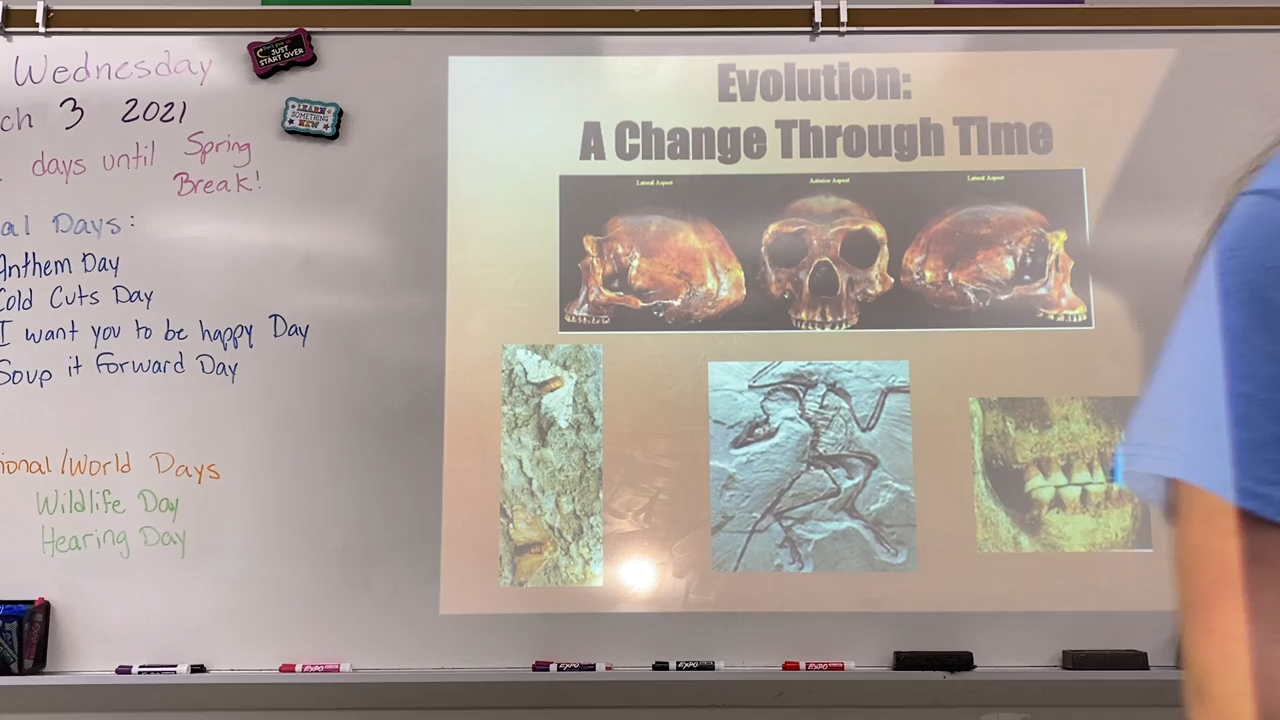 Wednesday
ch 3 2021
days until Spring
Break!
al Days:
Anthem Day
Cold Cuts Day
I want you to be happy Day
Soup it Forward Day
ional/World Days
Wildlife Day
Hearing Day
JUST
START OVER
LEARN
SOMETHING
NEW
Evolution:
A Change Through Time
Lateral Aspect
Anterior Aspect
Lateral Aspect
EXPO
EXPO
EXPO
EXPO